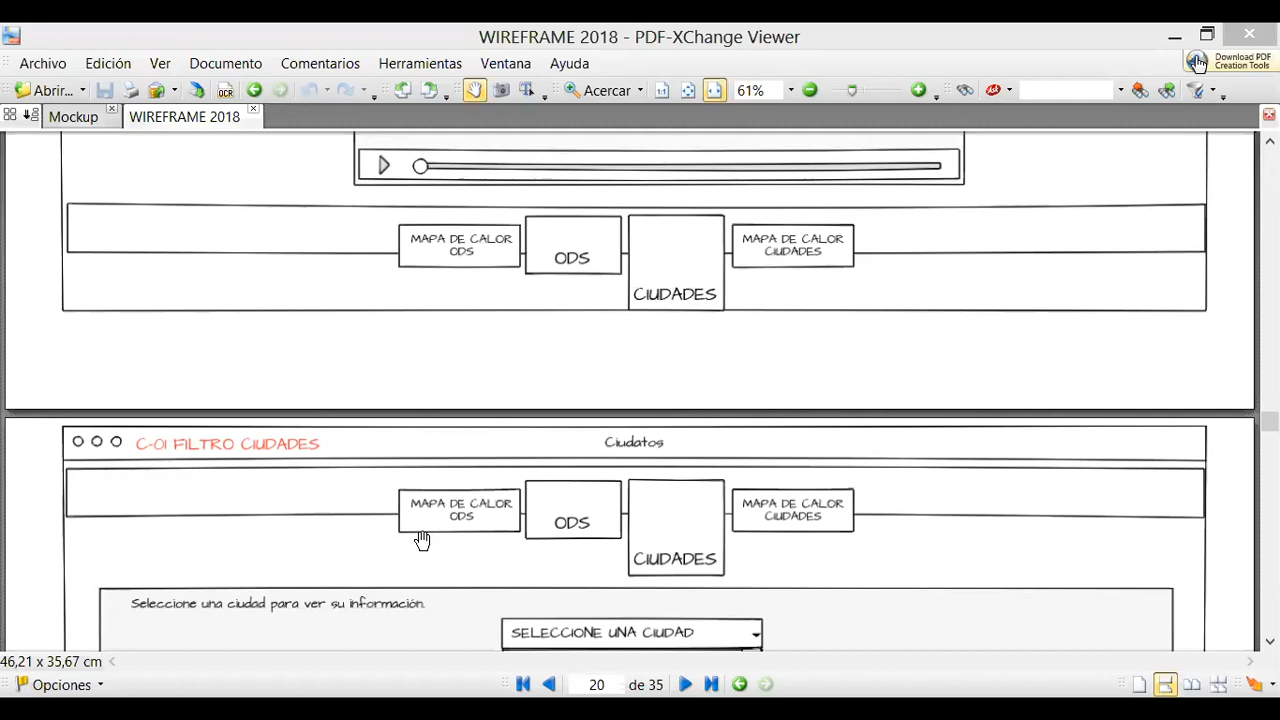 WIREFRAME 2018 - PDF-XChange Viewer
Archivo Edición Ver Documento Comentarios Herramientas Ventana Ayuda
Download PDF
Creation Tools
Abrir... OCR Acercar 61%
Mockup WIREFRAME 2018
MAPA DE CALOR
ODS
ODS
CIUDADES
MAPA DE CALOR
CIUDADES
C-01 FILTRO CIUDADES Ciudatos
MAPA DE CALOR
ODS
ODS
CIUDADES
MAPA DE CALOR
CIUDADES
Seleccione una ciudad para ver su información.
SELECCIONE UNA CIUDAD
46,21 x 35,67 cm
Opciones 20 de 35